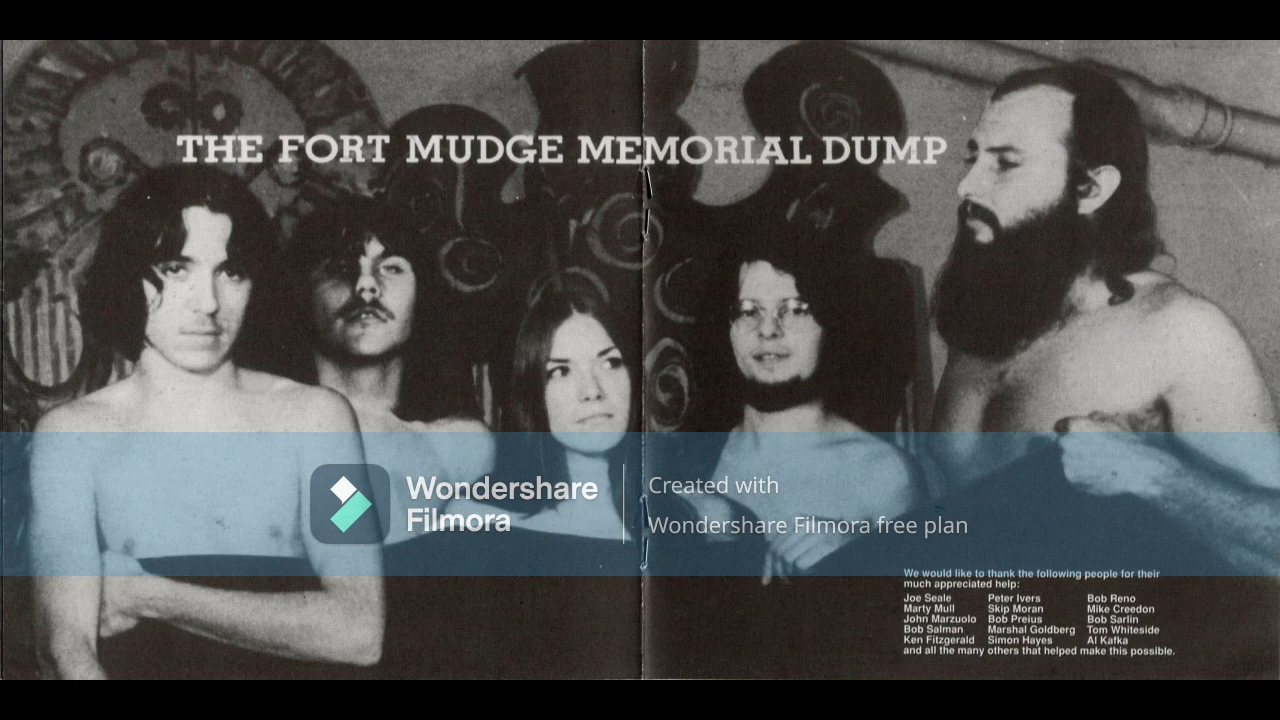 THE FORT MUDGE MEMORIAL DUMP
Wondershare
Filmora
Created with
Wondershare Filmora free plan
We would like to thank the following people for their
much appreciated help:
Joe Seale Peter Ivers Bob Reno
Marty Mull Skip Moran Mike Creedon
John Marzuolo Bob Preius Bob Sarlin
Bob Salman Marshal Goldberg Tom Whiteside
Ken Fitzgerald Simon Hayes Al Kafka
and all the many others that helped make this possible.